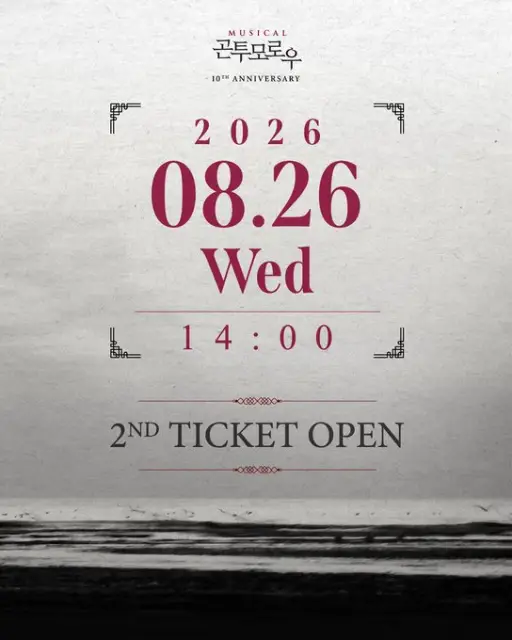 MUSICAL
곤투모로우
10TH ANNIVERSARY
2026
08.26
Wed
14:00
2ND TICKET OPEN